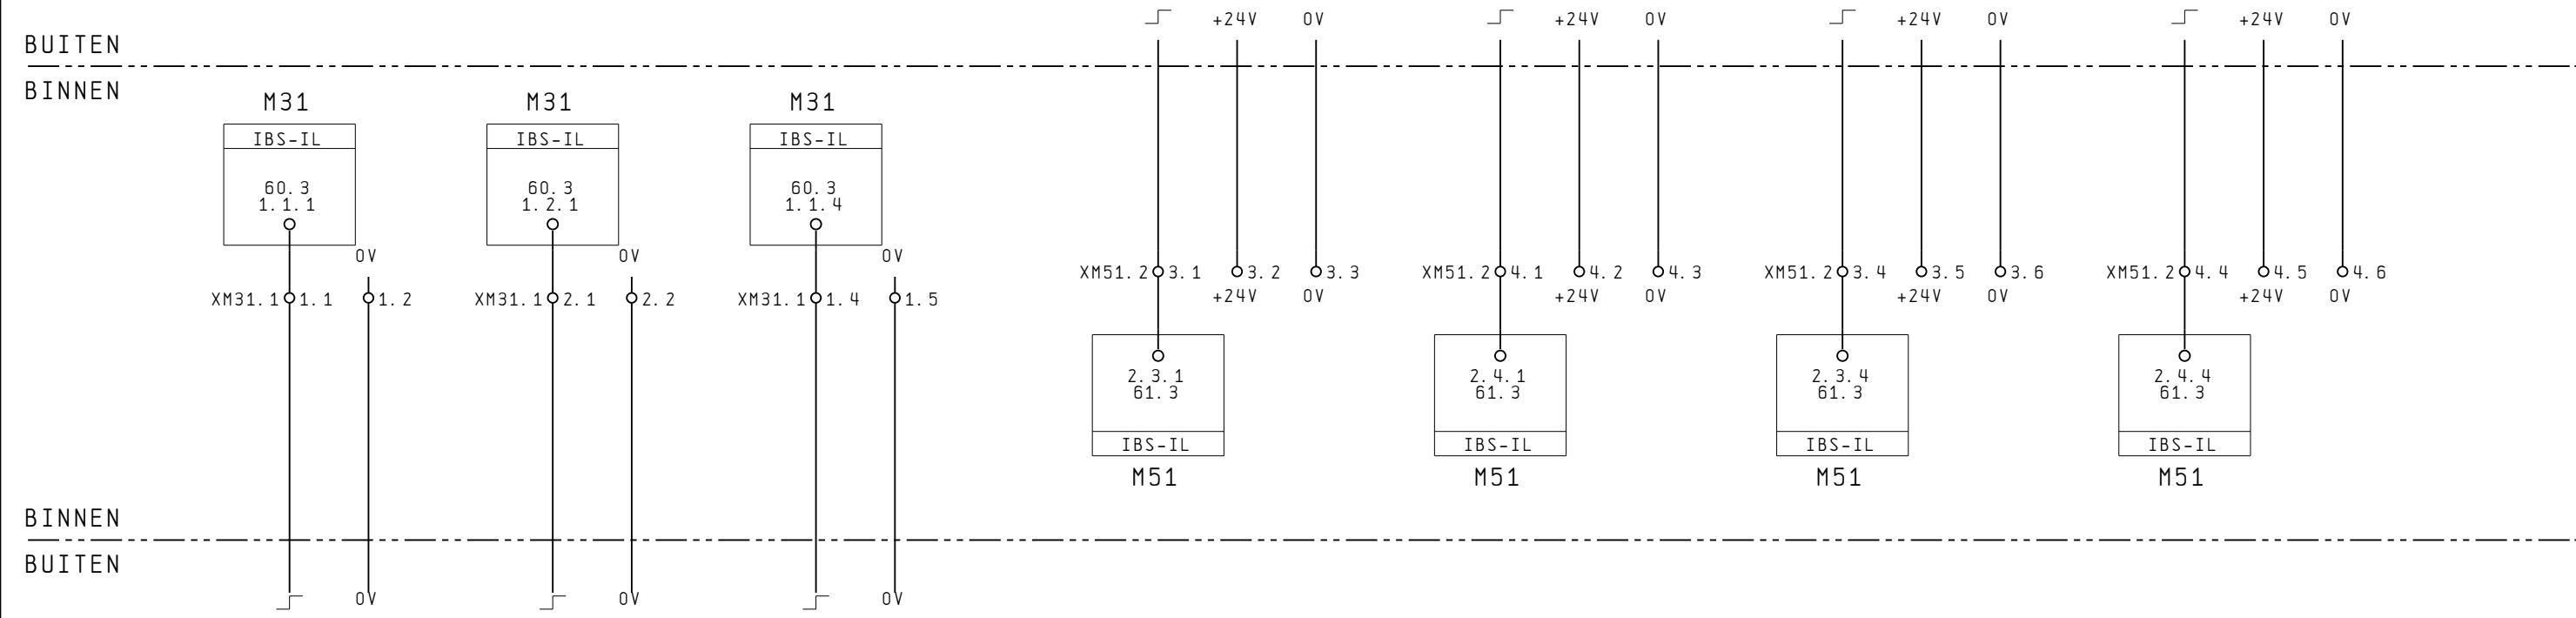 +24V 0V +24V 0V +24V 0V +24V 0V
BUITEN
BINNEN
M31 M31 M31
IBS-IL IBS-IL IBS-IL
60.3 60.3 60.3
1.1.1 1.2.1 1.1.4
0V 0V 0V
XM51.2 3.1 3.2 3.3 XM51.2 4.1 4.2 4.3 XM51.2 3.4 3.5 3.6 XM51.2 4.4 4.5 4.6
+24V 0V +24V 0V +24V 0V +24V 0V
XM31.1 1.1 1.2 XM31.1 2.1 2.2 XM31.1 1.4 1.5
2.3.1 2.4.1 2.3.4 2.4.4
61.3 61.3 61.3 61.3
IBS-IL IBS-IL IBS-IL IBS-IL
M51 M51 M51 M51
BINNEN
BUITEN
0V 0V 0V